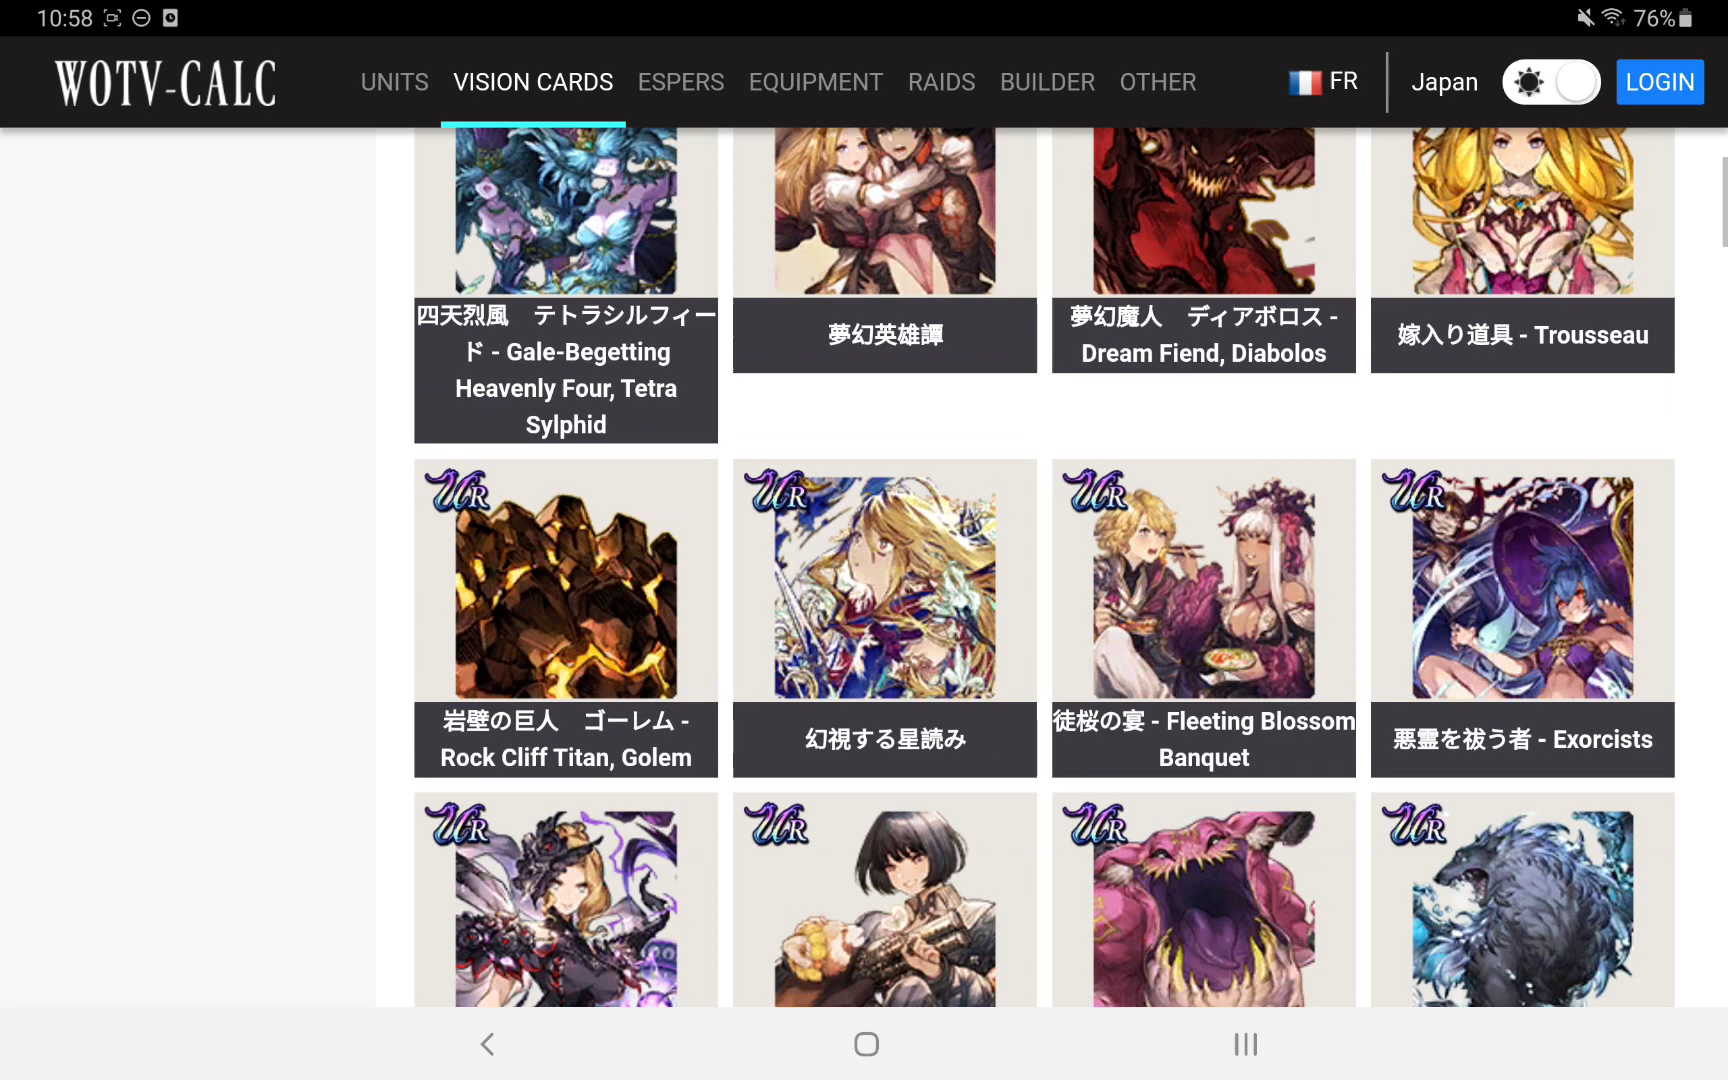 10:58
76%
WOTV-CALC
UNITS VISION CARDS ESPERS EQUIPMENT RAIDS BUILDER OTHER FR Japan LOGIN
四天烈風　テトラシルフィー
ド - Gale-Begetting
Heavenly Four, Tetra
Sylphid
夢幻英雄譚
夢幻魔人　ディアボロス -
Dream Fiend, Diabolos
嫁入り道具 - Trousseau
UR
UR
UR
UR
岩壁の巨人　ゴーレム -
Rock Cliff Titan, Golem
幻視する星読み
徒桜の宴 - Fleeting Blossom
Banquet
悪霊を祓う者 - Exorcists
UR
UR
UR
UR